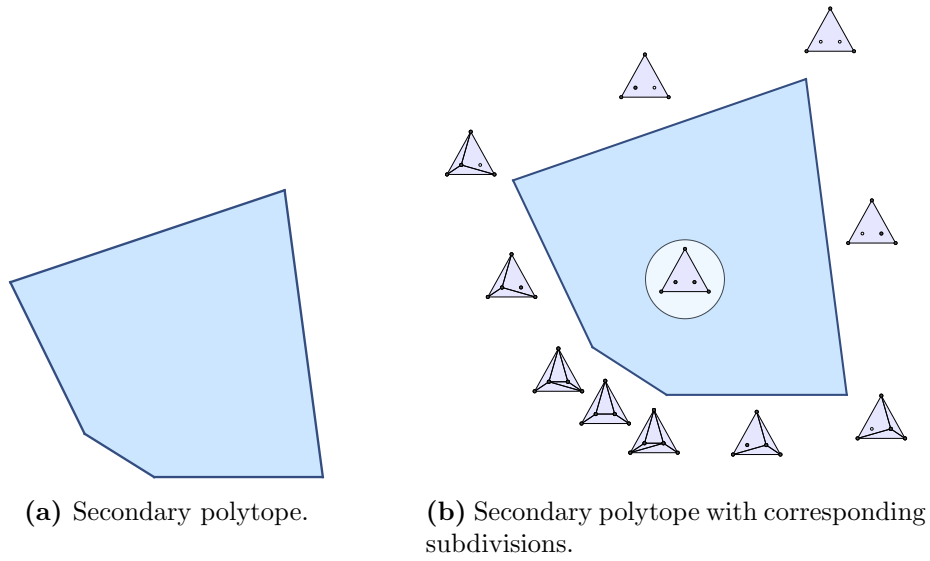 (a) Secondary polytope.
(b) Secondary polytope with corresponding
subdivisions.